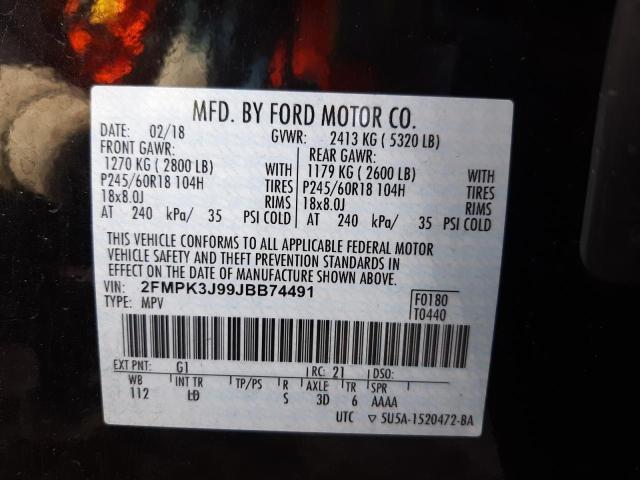 MFD. BY FORD MOTOR CO.
DATE: 02/18 GVWR: 2413 KG ( 5320 LB)
FRONT GAWR: REAR GAWR:
1270 KG ( 2800 LB) WITH 1179 KG ( 2600 LB) WITH
P245/60R18 104H TIRES P245/60R18 104H TIRES
18x8.0J RIMS 18x8.0J RIMS
AT 240 kPa/ 35 PSI COLD AT 240 kPa/ 35 PSI COLD
THIS VEHICLE CONFORMS TO ALL APPLICABLE FEDERAL MOTOR
VEHICLE SAFETY AND THEFT PREVENTION STANDARDS IN
EFFECT ON THE DATE OF MANUFACTURE SHOWN ABOVE.
VIN: 2FMPK3J99JBB74491 F0180
TYPE: MPV T0440
EXT PNT: G1 RC: 21 DSO:
WB INT TR TP/PS R AXLE TR SPR
112 LD S 3D 6 AAAA
UTC ▽ 5U5A-1520472-BA